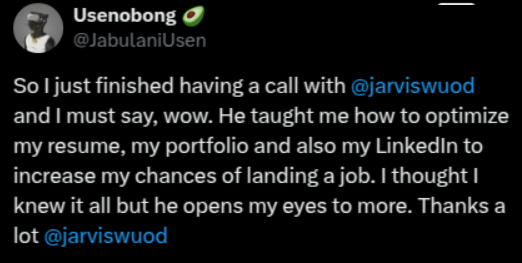 Usenobong 🥑
@JabulaniUsen
So I just finished having a call with @jarviswuod
and I must say, wow. He taught me how to optimize
my resume, my portfolio and also my LinkedIn to
increase my chances of landing a job. I thought I
knew it all but he opens my eyes to more. Thanks a
lot @jarviswuod